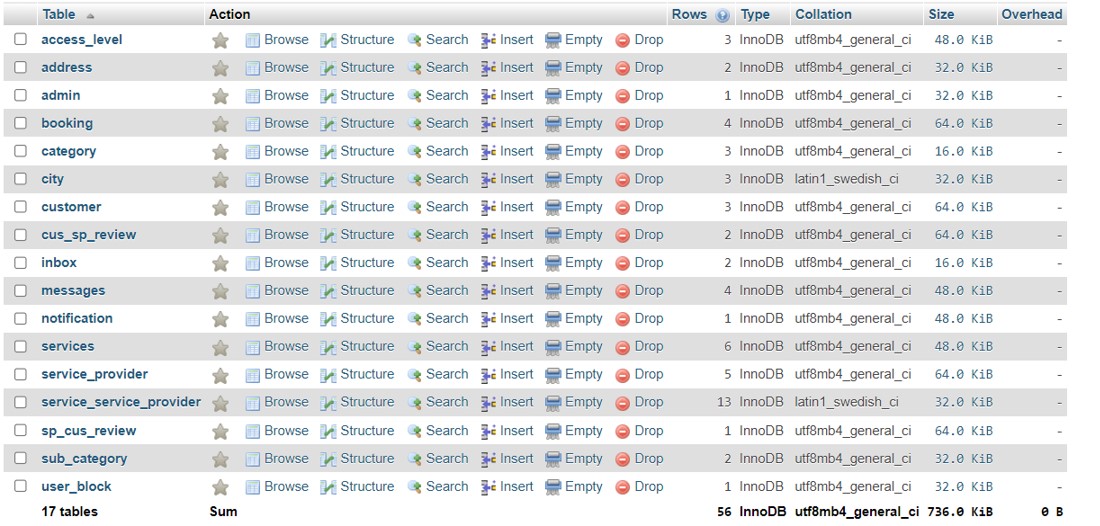 Table Action Rows Type Collation Size Overhead
access_level Browse Structure Search Insert Empty Drop 3 InnoDB utf8mb4_general_ci 48.0 KiB -
address Browse Structure Search Insert Empty Drop 2 InnoDB utf8mb4_general_ci 32.0 KiB -
admin Browse Structure Search Insert Empty Drop 1 InnoDB utf8mb4_general_ci 32.0 KiB -
booking Browse Structure Search Insert Empty Drop 4 InnoDB utf8mb4_general_ci 64.0 KiB -
category Browse Structure Search Insert Empty Drop 3 InnoDB utf8mb4_general_ci 16.0 KiB -
city Browse Structure Search Insert Empty Drop 3 InnoDB latin1_swedish_ci 32.0 KiB -
customer Browse Structure Search Insert Empty Drop 3 InnoDB utf8mb4_general_ci 64.0 KiB -
cus_sp_review Browse Structure Search Insert Empty Drop 2 InnoDB utf8mb4_general_ci 64.0 KiB -
inbox Browse Structure Search Insert Empty Drop 2 InnoDB utf8mb4_general_ci 16.0 KiB -
messages Browse Structure Search Insert Empty Drop 4 InnoDB utf8mb4_general_ci 48.0 KiB -
notification Browse Structure Search Insert Empty Drop 1 InnoDB utf8mb4_general_ci 32.0 KiB -
services Browse Structure Search Insert Empty Drop 6 InnoDB utf8mb4_general_ci 48.0 KiB -
service_provider Browse Structure Search Insert Empty Drop 5 InnoDB utf8mb4_general_ci 64.0 KiB -
service_service_provider Browse Structure Search Insert Empty Drop 13 InnoDB latin1_swedish_ci 32.0 KiB -
sp_cus_review Browse Structure Search Insert Empty Drop 1 InnoDB utf8mb4_general_ci 64.0 KiB -
sub_category Browse Structure Search Insert Empty Drop 2 InnoDB utf8mb4_general_ci 32.0 KiB -
user_block Browse Structure Search Insert Empty Drop 1 InnoDB utf8mb4_general_ci 32.0 KiB -
17 tables Sum 56 InnoDB utf8mb4_general_ci 736.0 KiB 0 B